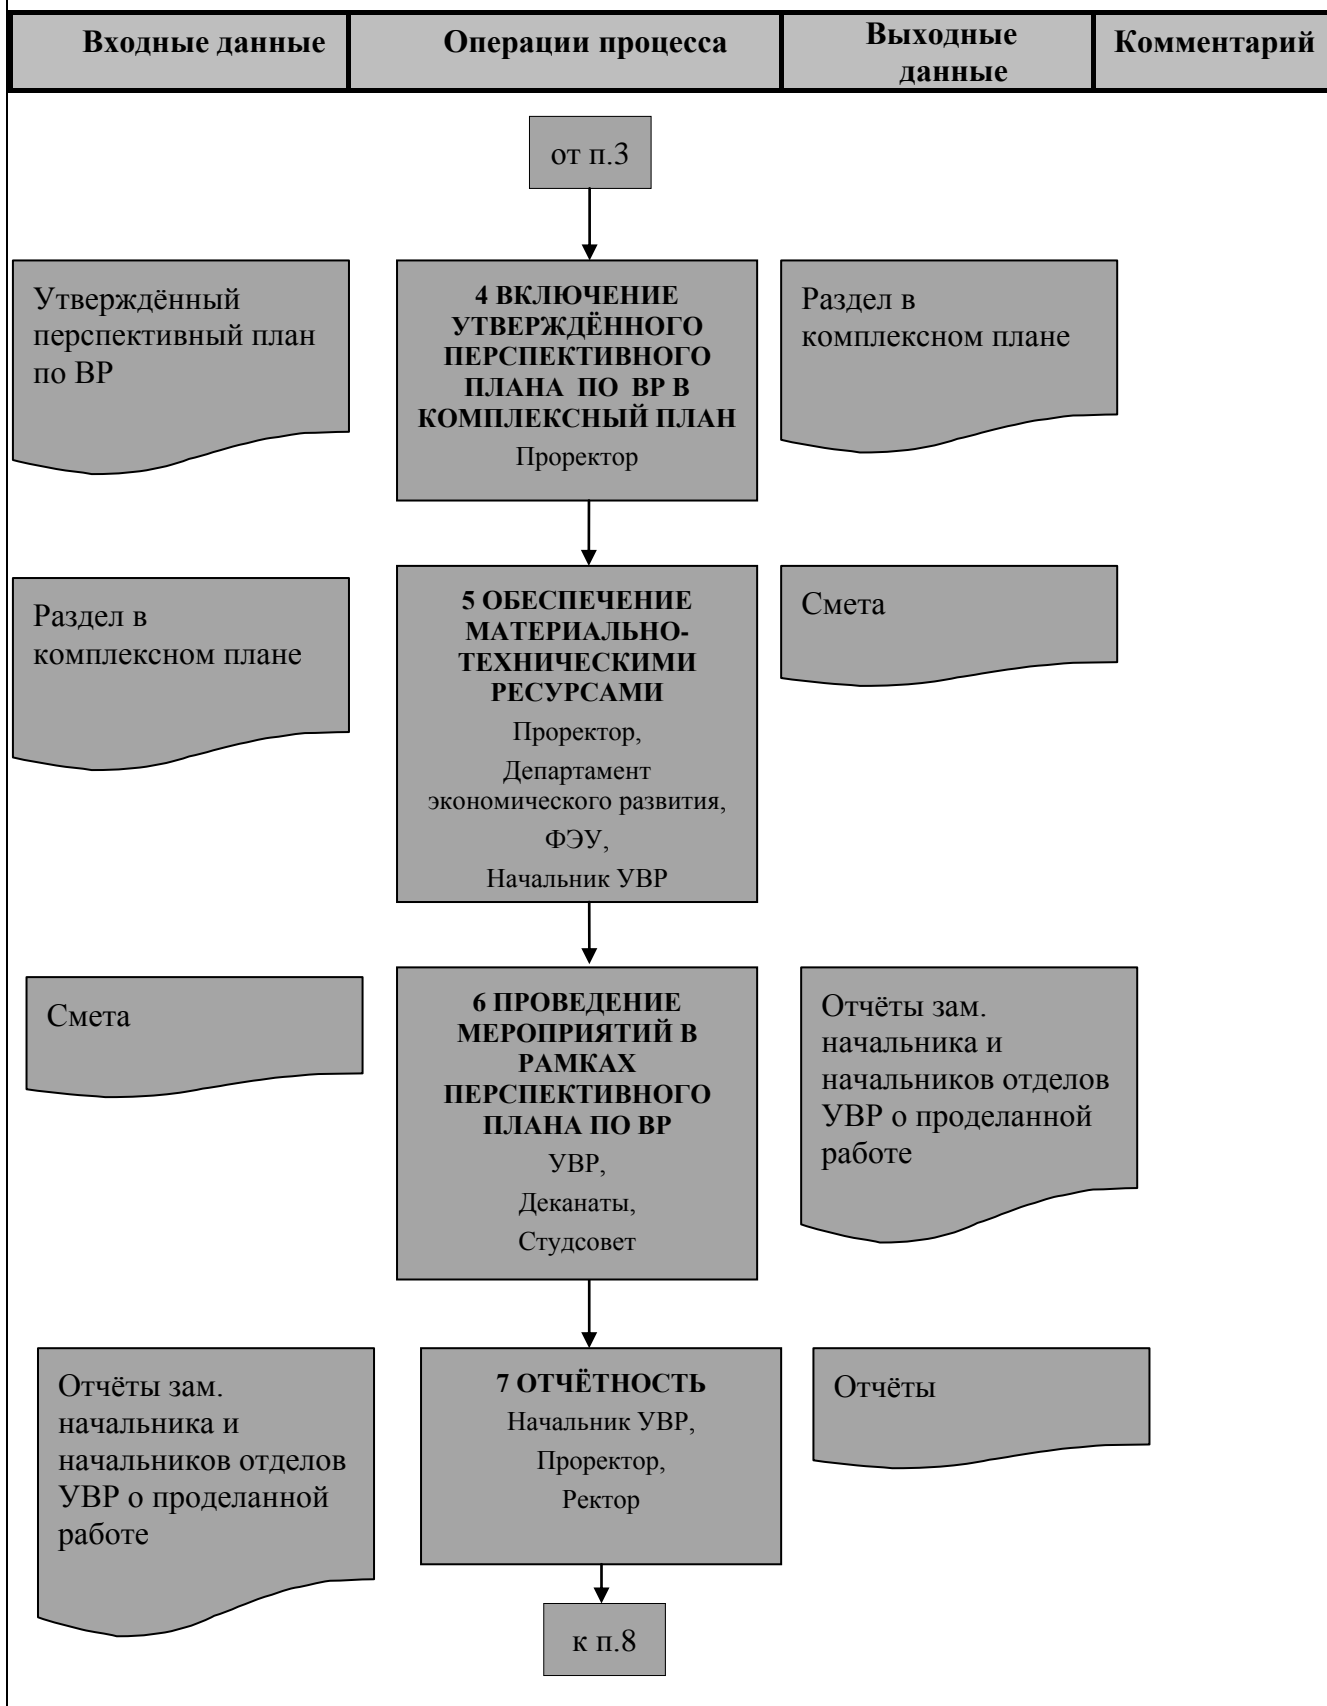 Входные данные
Операции процесса
Выходные
данные
Комментарий
от п.3
Утверждённый
перспективный план
по ВР
4 ВКЛЮЧЕНИЕ
УТВЕРЖДЁННОГО
ПЕРСПЕКТИВНОГО
ПЛАНА ПО ВР В
КОМПЛЕКСНЫЙ ПЛАН
Проректор
Раздел в
комплексном плане
Раздел в
комплексном плане
5 ОБЕСПЕЧЕНИЕ
МАТЕРИАЛЬНО-
ТЕХНИЧЕСКИМИ
РЕСУРСАМИ
Проректор,
Департамент
экономического развития,
ФЭУ,
Начальник УВР
Смета
Смета
6 ПРОВЕДЕНИЕ
МЕРОПРИЯТИЙ В
РАМКАХ
ПЕРСПЕКТИВНОГО
ПЛАНА ПО ВР
УВР,
Деканаты,
Студсовет
Отчёты зам.
начальника и
начальников отделов
УВР о проделанной
работе
Отчёты зам.
начальника и
начальников отделов
УВР о проделанной
работе
7 ОТЧЁТНОСТЬ
Начальник УВР,
Проректор,
Ректор
Отчёты
к п.8